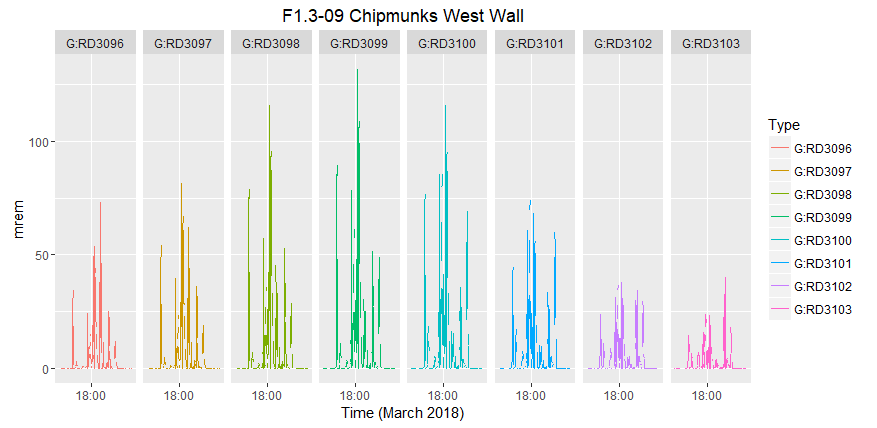 F1.3-09 Chipmunks West Wall
G:RD3096 G:RD3097 G:RD3098 G:RD3099 G:RD3100 G:RD3101 G:RD3102 G:RD3103
mrem
100
50
0
18:00 18:00 18:00 18:00 18:00 18:00 18:00 18:00
Time (March 2018)
Type
G:RD3096
G:RD3097
G:RD3098
G:RD3099
G:RD3100
G:RD3101
G:RD3102
G:RD3103